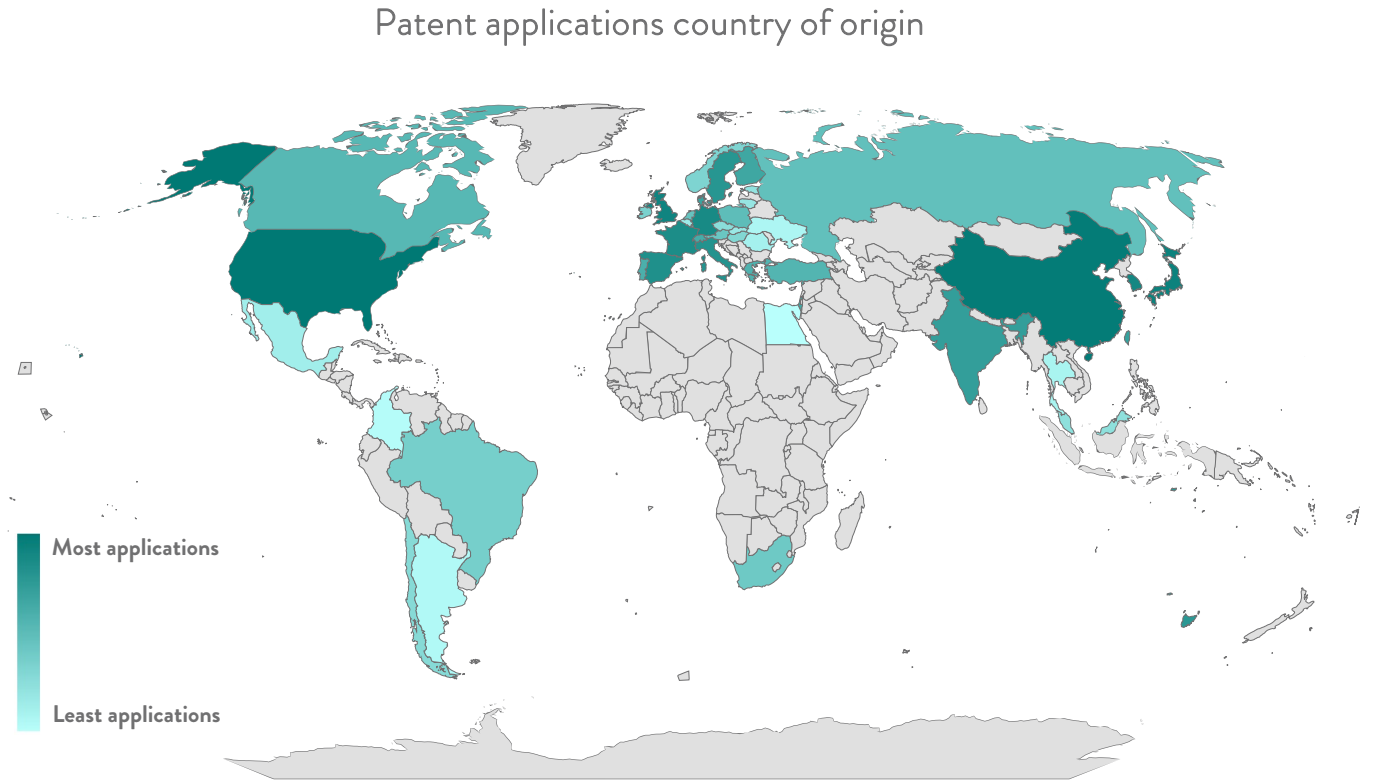 Patent applications country of origin
Most applications
Least applications